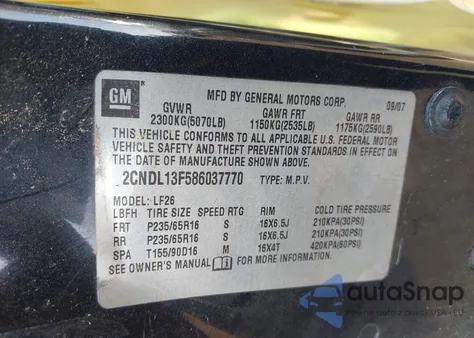 GM
MFD BY GENERAL MOTORS CORP. 09/07
GVWR GAWR FRT GAWR RR
2300KG(5070LB) 1150KG(2535LB) 1175KG(2590LB)
THIS VEHICLE CONFORMS TO ALL APPLICABLE U.S. FEDERAL MOTOR
VEHICLE SAFETY AND THEFT PREVENTION STANDARDS IN EFFECT ON
THE DATE OF MANUFACTURE SHOWN ABOVE.
2CNDL13F586037770 TYPE: M.P.V.
MODEL: LF26
LBFH TIRE SIZE SPEED RTG RIM COLD TIRE PRESSURE
FRT P235/65R16 S 16X6.5J 210KPA(30PSI)
RR P235/65R16 S 16X6.5J 210KPA(30PSI)
SPA T155/90D16 M 16X4T 420KPA(60PSI)
SEE OWNER'S MANUAL FOR MORE INFORMATION.
autoSnap